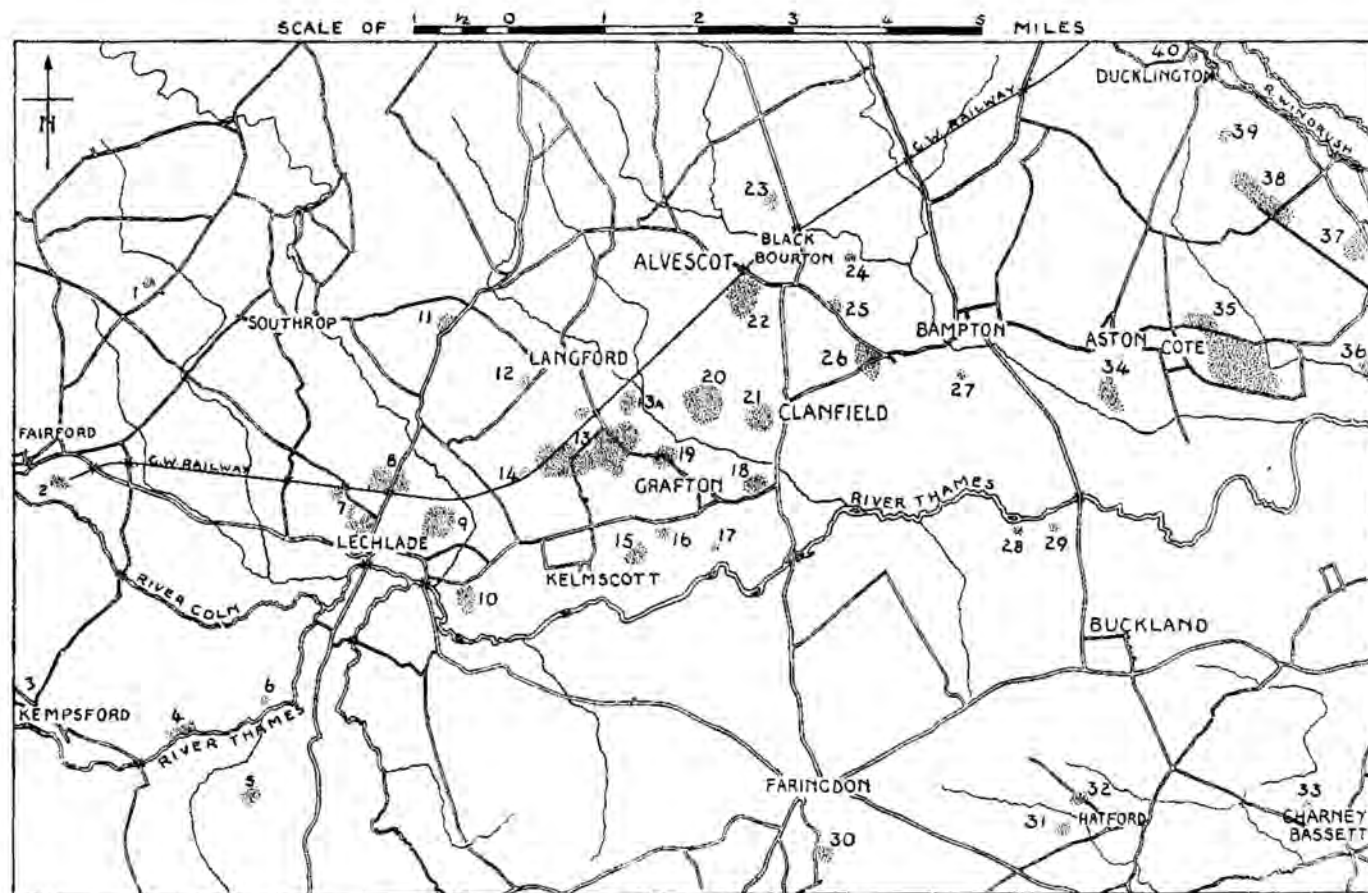 SCALE OF 1 ½ 0 1 2 3 4 5 MILES
N
40
DUCKLINGTON
R. WINDRUSH
G.W. RAILWAY
39
38
37
23
BLACK
BOURTON
24
ALVESCOT
22
25
1
SOUTHROP
11
LANGFORD
12
BAMPTON
26
27
ASTON
COTE
35
34
36
20
21
13A
CLANFIELD
FAIRFORD
G.W. RAILWAY
2
8
14
13
19
GRAFTON
18
RIVER THAMES
7
9
LECHLADE
15
16
17
28
29
KELMSCOTT
10
RIVER COLN
BUCKLAND
3
KEMPSFORD
4
6
RIVER THAMES
5
FARINGDON
32
HATFORD
31
33
CHARNEY
BASSETT
30